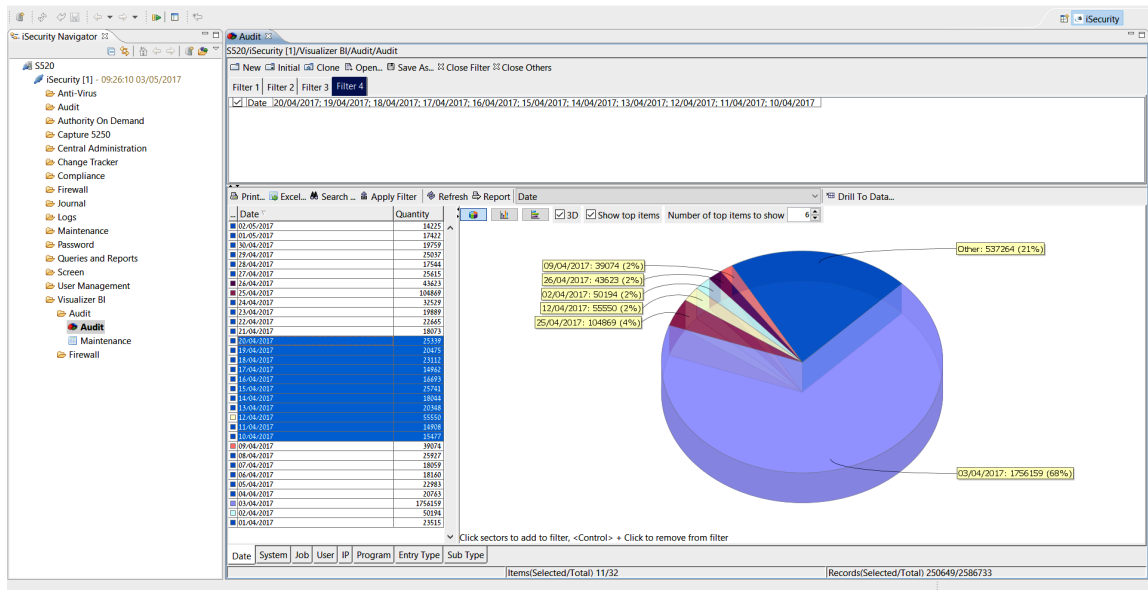 iSecurity
iSecurity Navigator
S520
iSecurity [1] - 09:26:10 03/05/2017
Anti-Virus
Audit
Authority On Demand
Capture 5250
Central Administration
Change Tracker
Compliance
Firewall
Journal
Logs
Maintenance
Password
Queries and Reports
Screen
User Management
Visualizer BI
Audit
Audit
Maintenance
Firewall
Audit
S520/iSecurity [1]/Visualizer BI/Audit/Audit
New Initial Clone Open... Save As... Close Filter Close Others
Filter 1 Filter 2 Filter 3 Filter 4
Date 20/04/2017; 19/04/2017; 18/04/2017; 17/04/2017; 16/04/2017; 15/04/2017; 14/04/2017; 13/04/2017; 12/04/2017; 11/04/2017; 10/04/2017
Print... Excel... Search ... Apply Filter Refresh Report Date Drill To Data...
... Date Quantity
02/05/2017 14225
01/05/2017 17422
30/04/2017 19759
29/04/2017 25037
28/04/2017 17544
27/04/2017 25615
26/04/2017 43623
25/04/2017 104869
24/04/2017 32529
23/04/2017 19889
22/04/2017 22665
21/04/2017 18073
20/04/2017 25339
19/04/2017 20475
18/04/2017 23112
17/04/2017 14962
16/04/2017 16693
15/04/2017 25741
14/04/2017 18044
13/04/2017 20348
12/04/2017 55550
11/04/2017 14908
10/04/2017 15477
09/04/2017 39074
08/04/2017 25927
07/04/2017 18059
06/04/2017 18160
05/04/2017 22983
04/04/2017 20763
03/04/2017 1756159
02/04/2017 50194
01/04/2017 23515
3D Show top items Number of top items to show 6
Other: 537264 (21%)
09/04/2017: 39074 (2%)
26/04/2017: 43623 (2%)
02/04/2017: 50194 (2%)
12/04/2017: 55550 (2%)
25/04/2017: 104869 (4%)
03/04/2017: 1756159 (68%)
Click sectors to add to filter, <Control> + Click to remove from filter
Date System Job User IP Program Entry Type Sub Type
Items(Selected/Total) 11/32 Records(Selected/Total) 250649/2586733